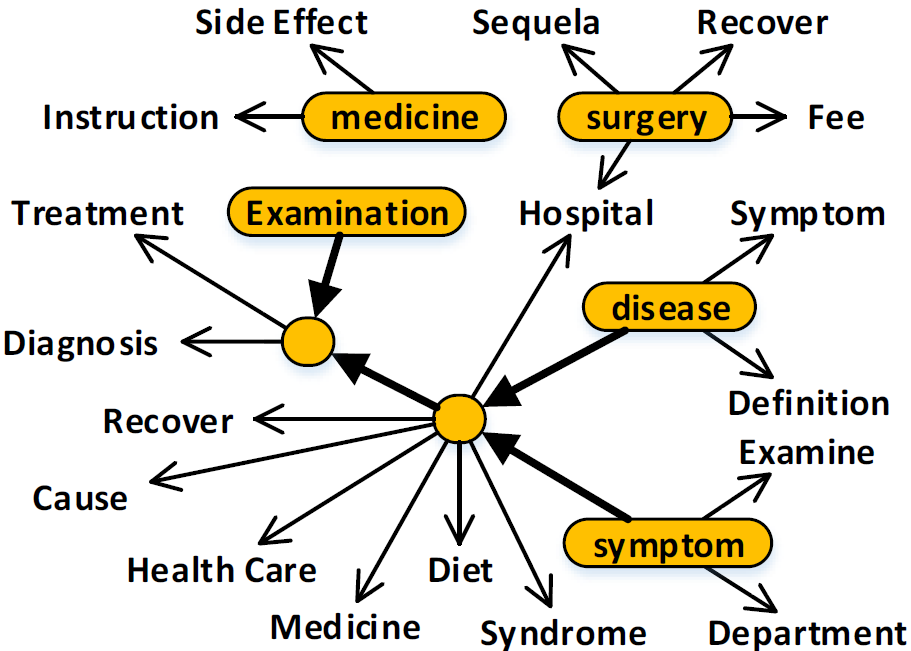 Side Effect
Sequela
Recover
Instruction
medicine
surgery
Fee
Treatment
Examination
Hospital
Symptom
disease
Diagnosis
Definition
Recover
Examine
Cause
symptom
Health Care
Diet
Medicine
Syndrome
Department